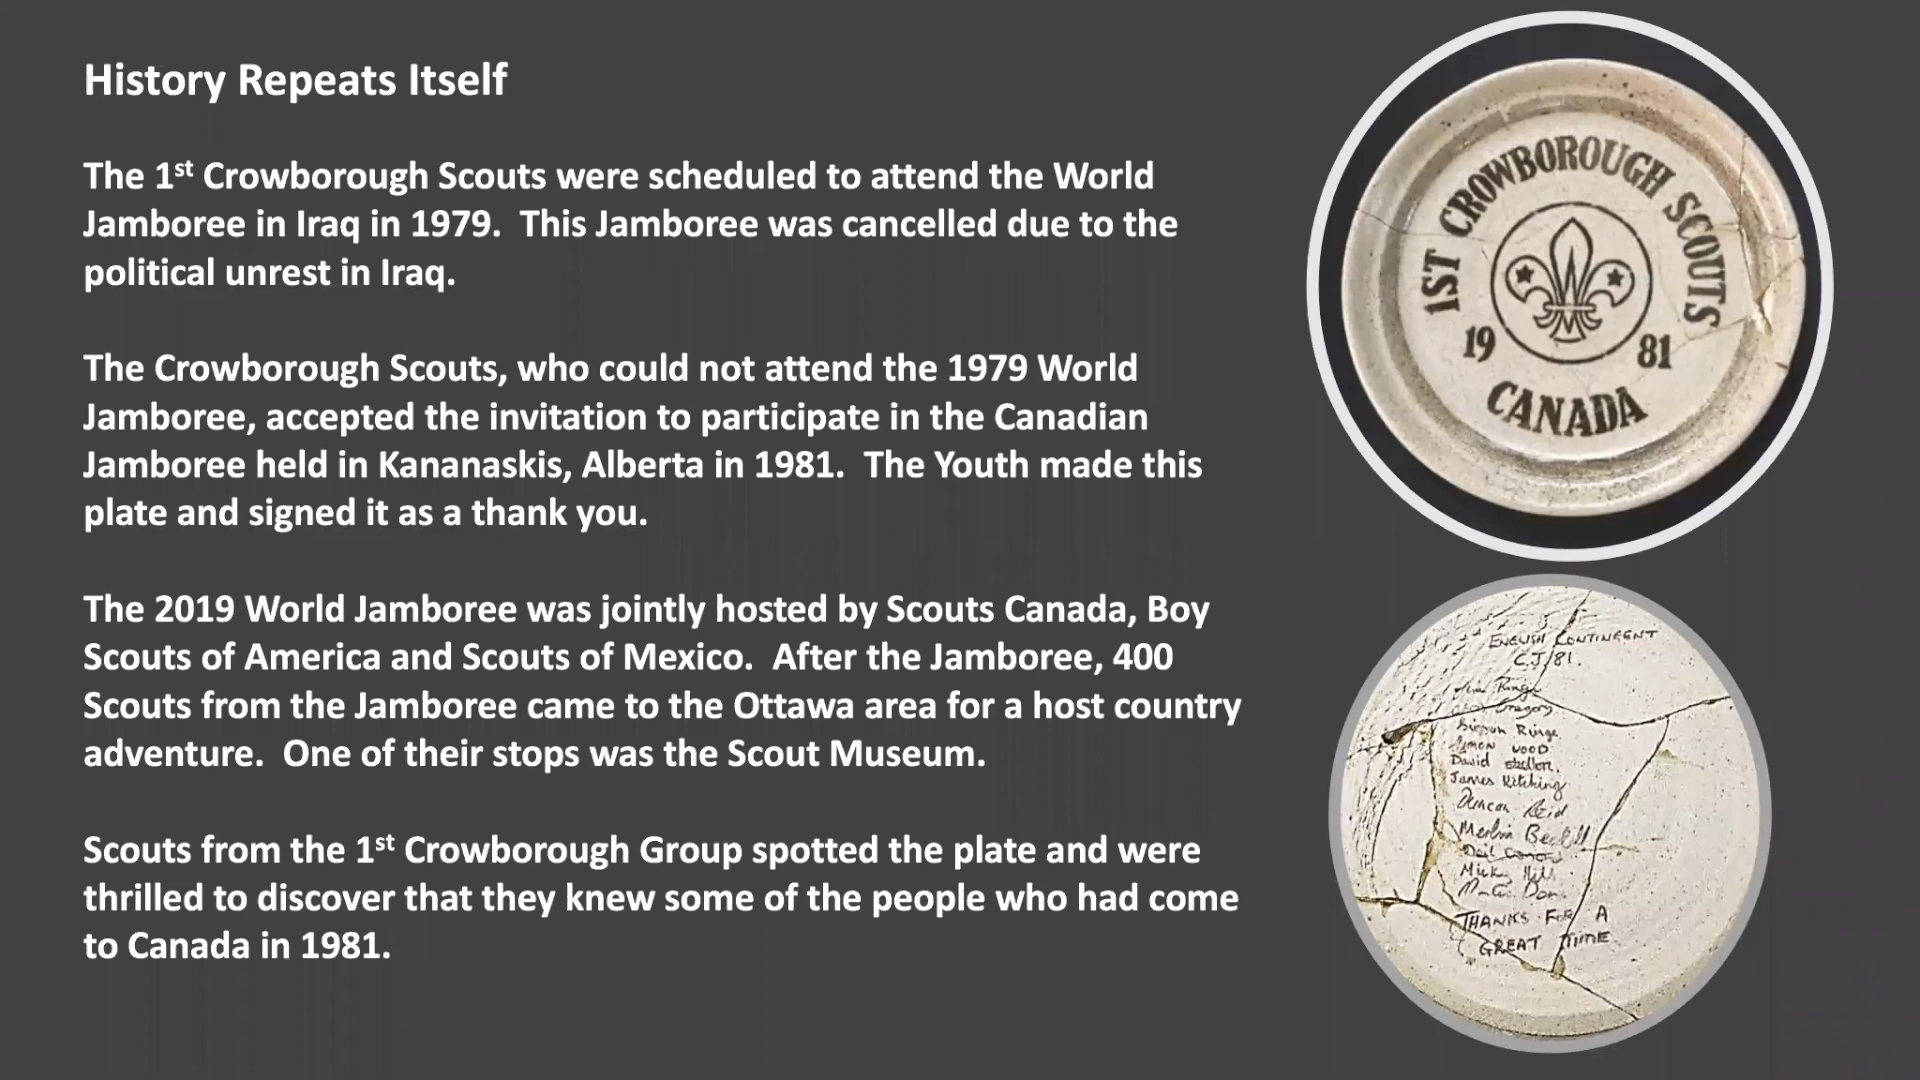 History Repeats Itself
The 1st Crowborough Scouts were scheduled to attend the World
Jamboree in Iraq in 1979. This Jamboree was cancelled due to the
political unrest in Iraq.
The Crowborough Scouts, who could not attend the 1979 World
Jamboree, accepted the invitation to participate in the Canadian
Jamboree held in Kananaskis, Alberta in 1981. The Youth made this
plate and signed it as a thank you.
The 2019 World Jamboree was jointly hosted by Scouts Canada, Boy
Scouts of America and Scouts of Mexico. After the Jamboree, 400
Scouts from the Jamboree came to the Ottawa area for a host country
adventure. One of their stops was the Scout Museum.
Scouts from the 1st Crowborough Group spotted the plate and were
thrilled to discover that they knew some of the people who had come
to Canada in 1981.
1ST CROWBOROUGH SCOUTS
19 81
CANADA
ENGLISH CONTINGENT
C.J/81.
Gregory
Ringe
WOOD
David
James Kitching
Duncan Reid
Merlin
THANKS FOR A
GREAT TIME